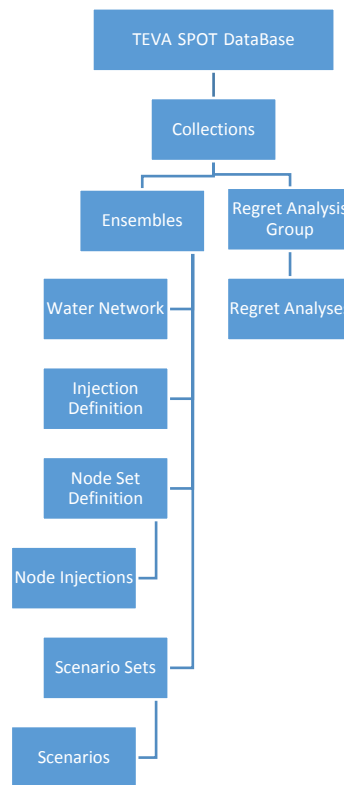 TEVA SPOT DataBase
Collections
Ensembles
Regret Analysis
Group
Water Network
Regret Analyses
Injection
Definition
Node Set
Definition
Node Injections
Scenario Sets
Scenarios